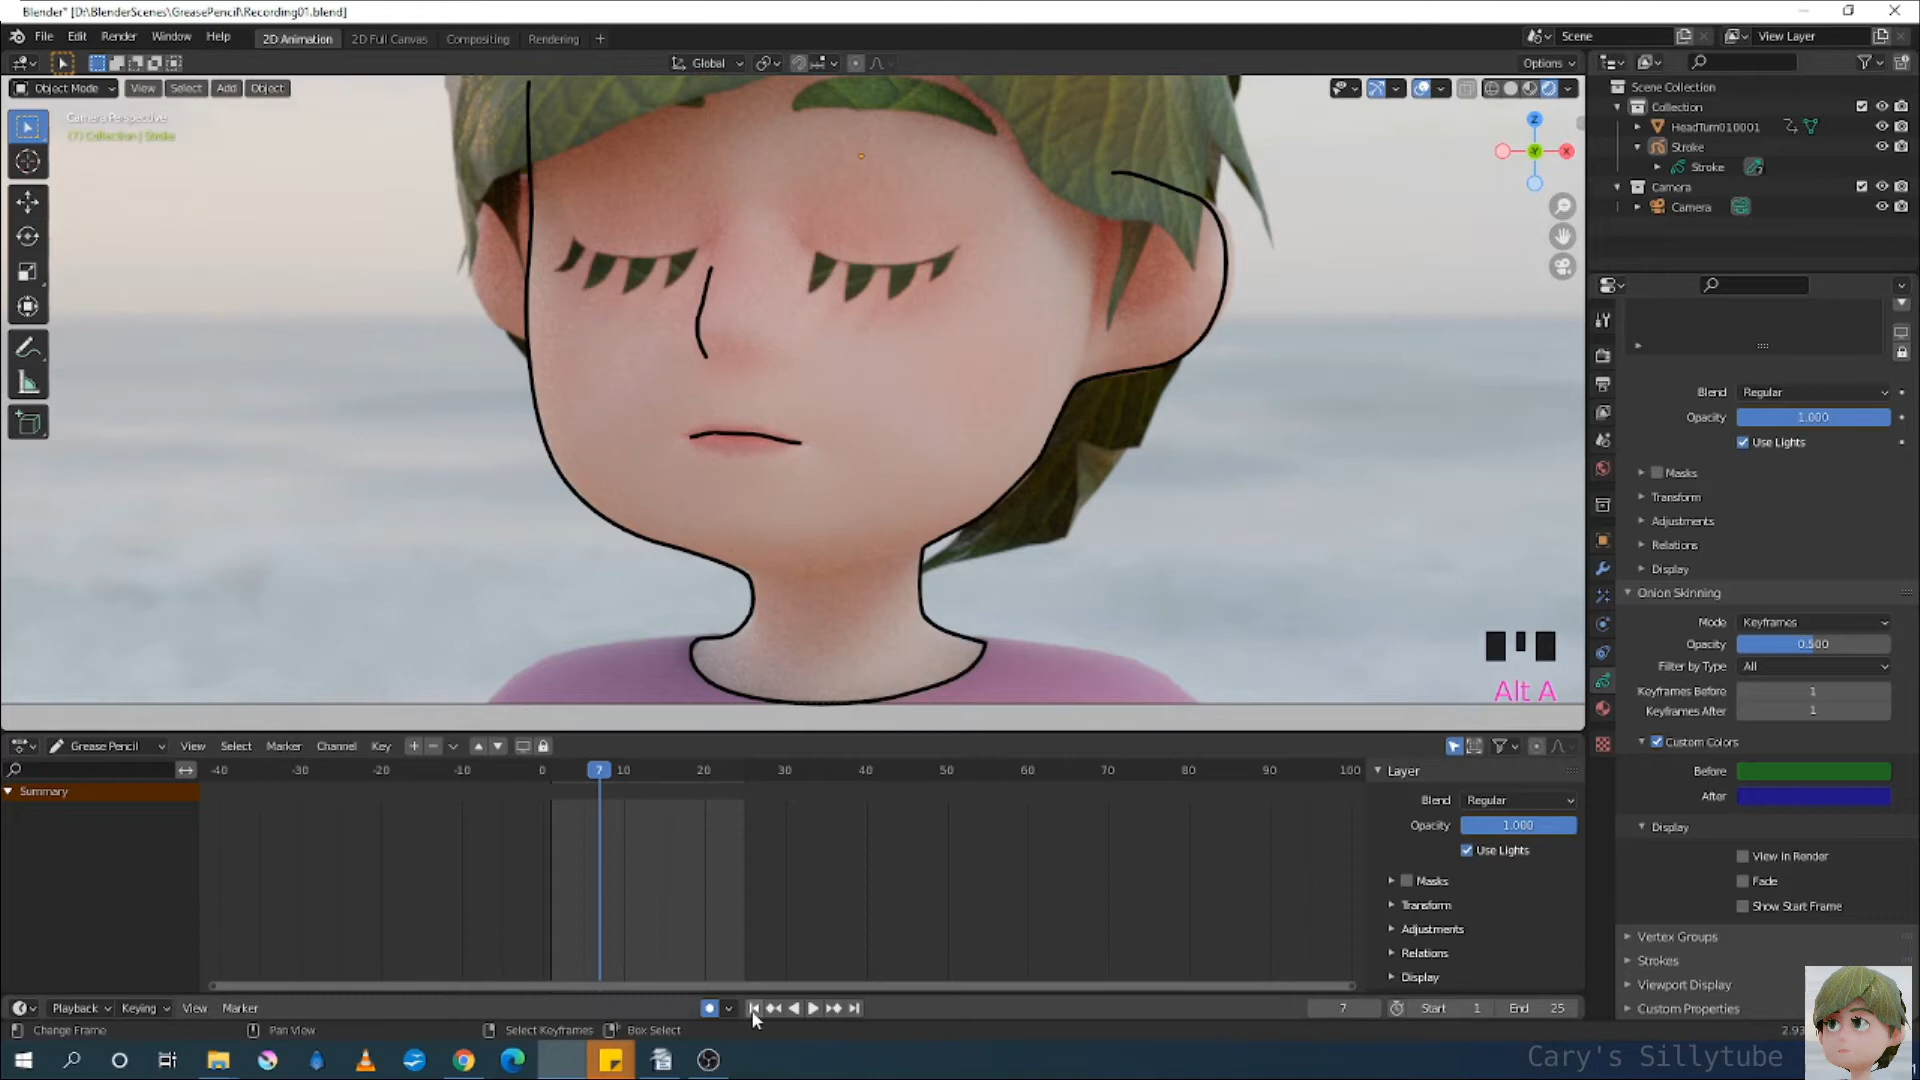 Blender* [D:\BlenderScenes\GreasePencil\Recording01.blend]
File Edit Render Window Help 2D Animation 2D Full Canvas Compositing Rendering + Scene View Layer
Global Options
Object Mode View Select Add Object
Camera Perspective
(7) Collection | Stroke
Z
X
Y
Scene Collection
Collection
HeadTurn010001
Stroke
Stroke
Camera
Camera
Blend Regular
Opacity 1.000
Use Lights
Masks
Transform
Adjustments
Relations
Display
Onion Skinning
Mode Keyframes
Opacity 0.500
Filter by Type All
Keyframes Before 1
Keyframes After 1
Custom Colors
Before
After
Display
View In Render
Fade
Show Start Frame
Vertex Groups
Strokes
Viewport Display
Custom Properties
Alt A
Grease Pencil View Select Marker Channel Key
-40 -30 -20 -10 0 7 10 20 30 40 50 60 70 80 90 100
Summary
Layer
Blend Regular
Opacity 1.000
Use Lights
Masks
Transform
Adjustments
Relations
Display
Playback Keying View Marker 7 Start 1 End 25
Change Frame Pan View Select Keyframes Box Select 2.93
Cary's Sillytube